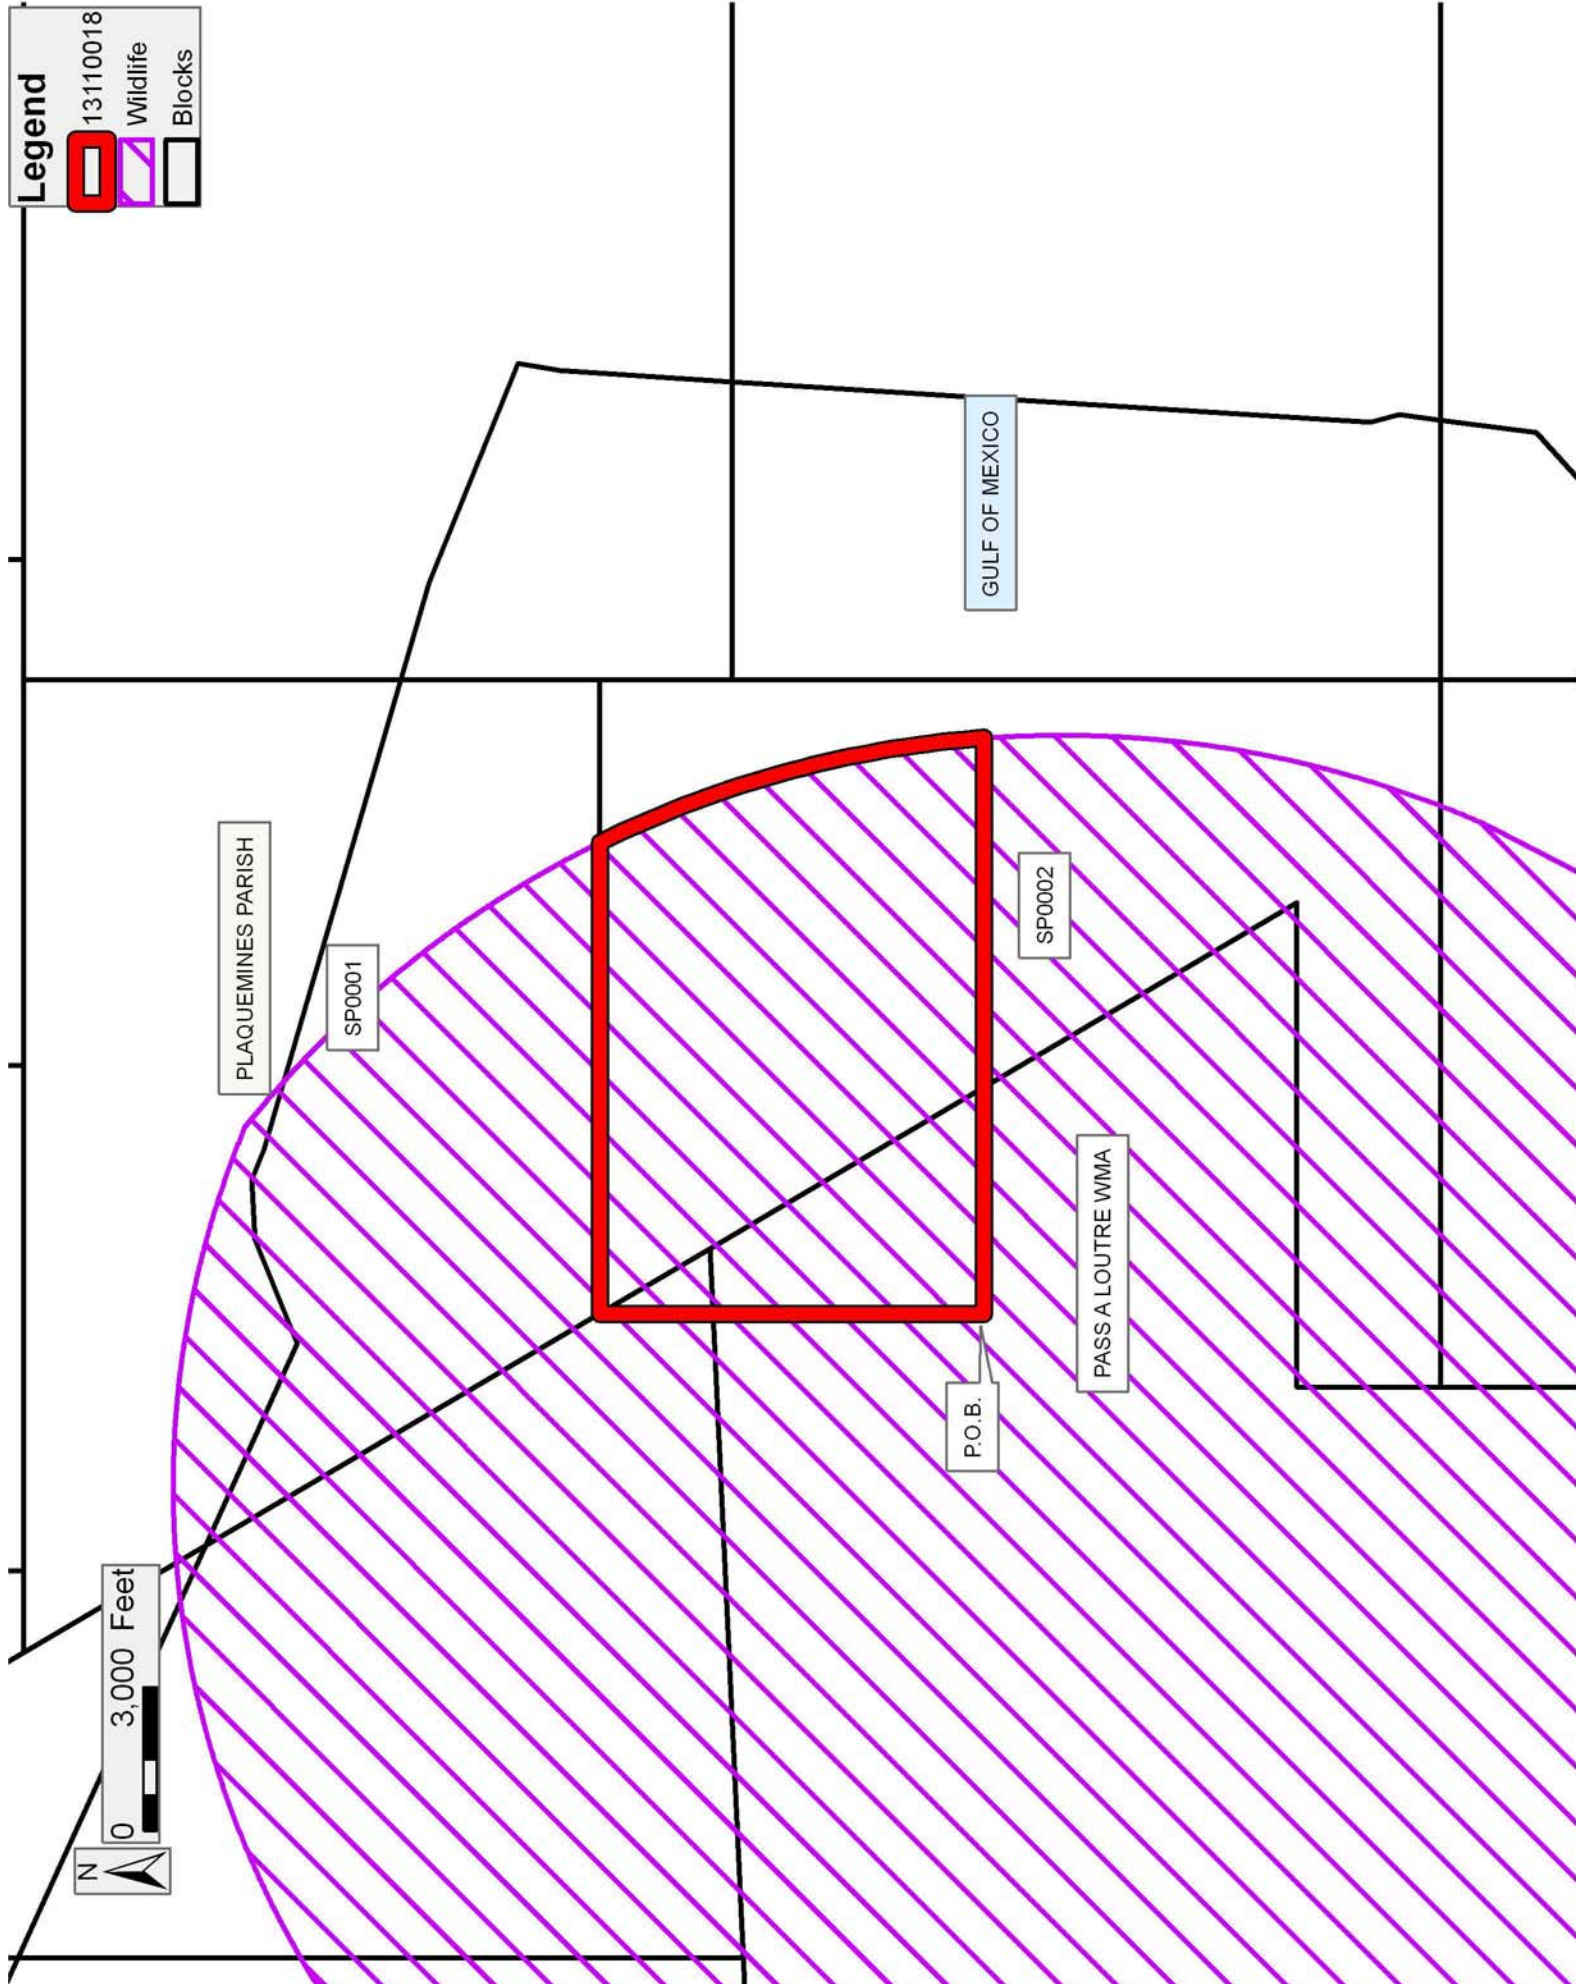 N
0 3,000 Feet
PLAQUEMINES PARISH
SP0001
Legend
13110018
Wildlife
Blocks
P.O.B.
GULF OF MEXICO
SP0002
PASS A LOUTRE WMA